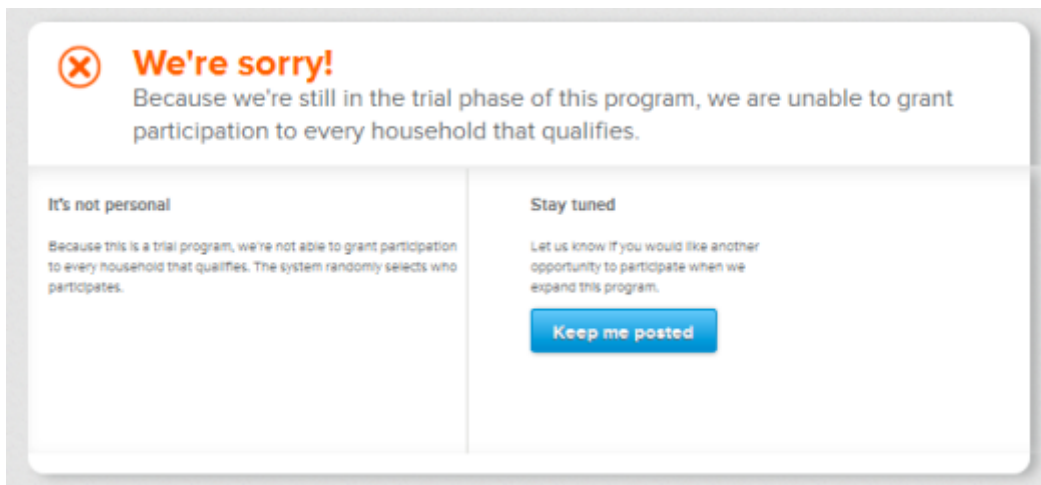 We're sorry!
Because we're still in the trial phase of this program, we are unable to grant
participation to every household that qualifies.
It's not personal
Because this is a trial program, we're not able to grant participation
to every household that qualifies. The system randomly selects who
participates.
Stay tuned
Let us know if you would like another
opportunity to participate when we
expand this program.
Keep me posted